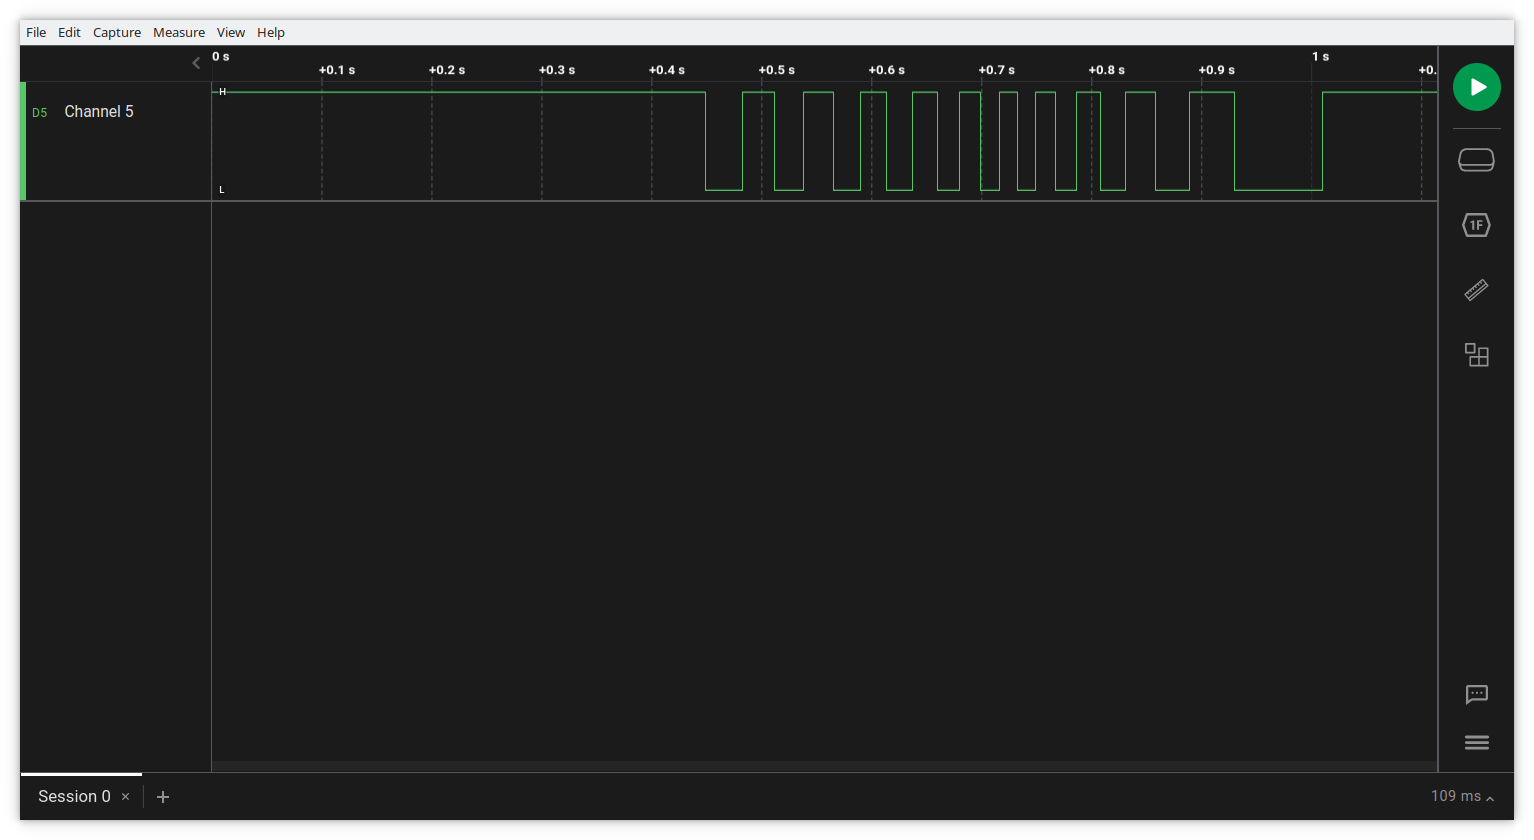 File Edit Capture Measure View Help
0 s 1 s
+0.1 s +0.2 s +0.3 s +0.4 s +0.5 s +0.6 s +0.7 s +0.8 s +0.9 s +0.
H
D5 Channel 5
L
1F
Session 0 × +
109 ms